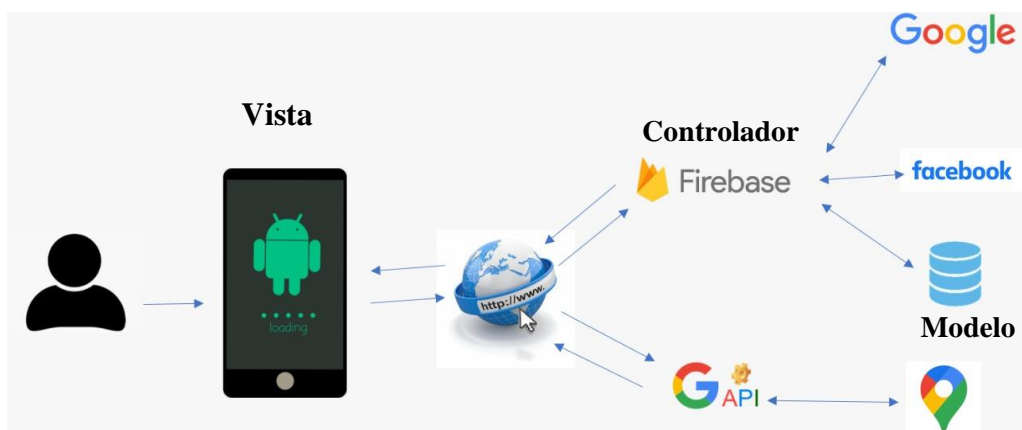 Google
Vista
Controlador
Firebase
facebook
http://www.
loading
Modelo
G API